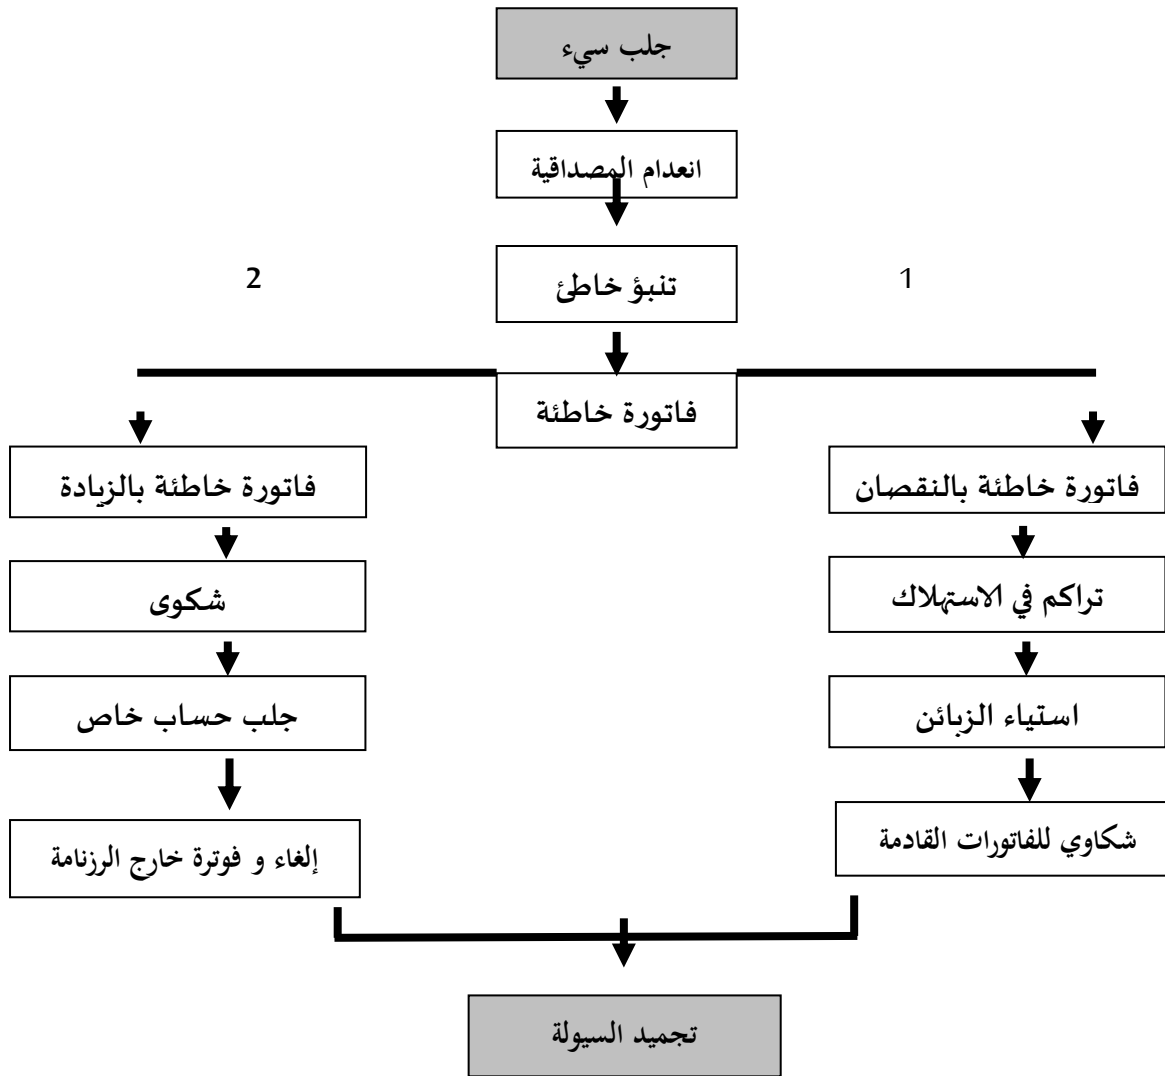 جلب سيء
انعدام المصداقية
تنبؤ خاطئ
1
2
فاتورة خاطئة
فاتورة خاطئة بالنقصان
فاتورة خاطئة بالزيادة
تراكم في الاستهلاك
شكوى
استياء الزبائن
جلب حساب خاص
شكاوي للفاتورات القادمة
إلغاء و فوترة خارج الرزنامة
تجميد السيولة